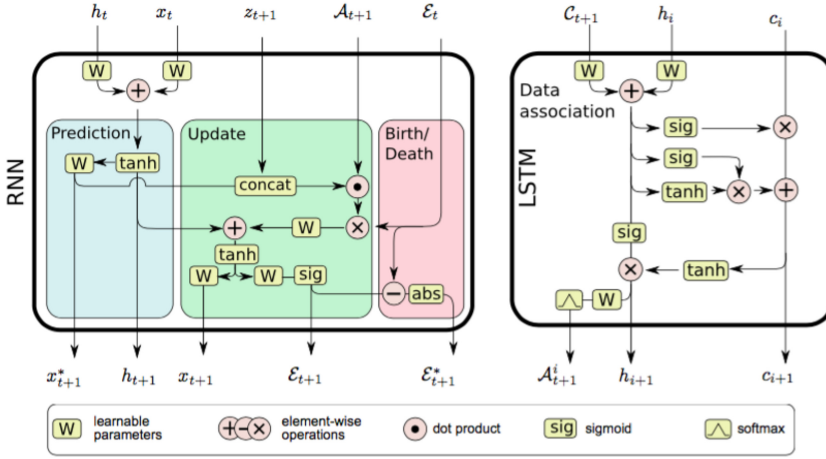 h_t x_t z_{t+1} 𝒜_{t+1} ℰ_t
𝒞_{t+1} h_i c_i
RNN
W W
+
Prediction Update Birth/
Death
W tanh
concat
•
+ W ×
tanh
W W sig
− abs
x*_{t+1} h_{t+1} x_{t+1} ℰ_{t+1} ℰ*_{t+1}
LSTM
W W
+
Data
association
sig ×
sig
tanh × +
sig
× tanh
W
𝒜^i_{t+1} h_{i+1} c_{i+1}
W learnable
parameters
+ − × element-wise
operations
• dot product
sig sigmoid
softmax